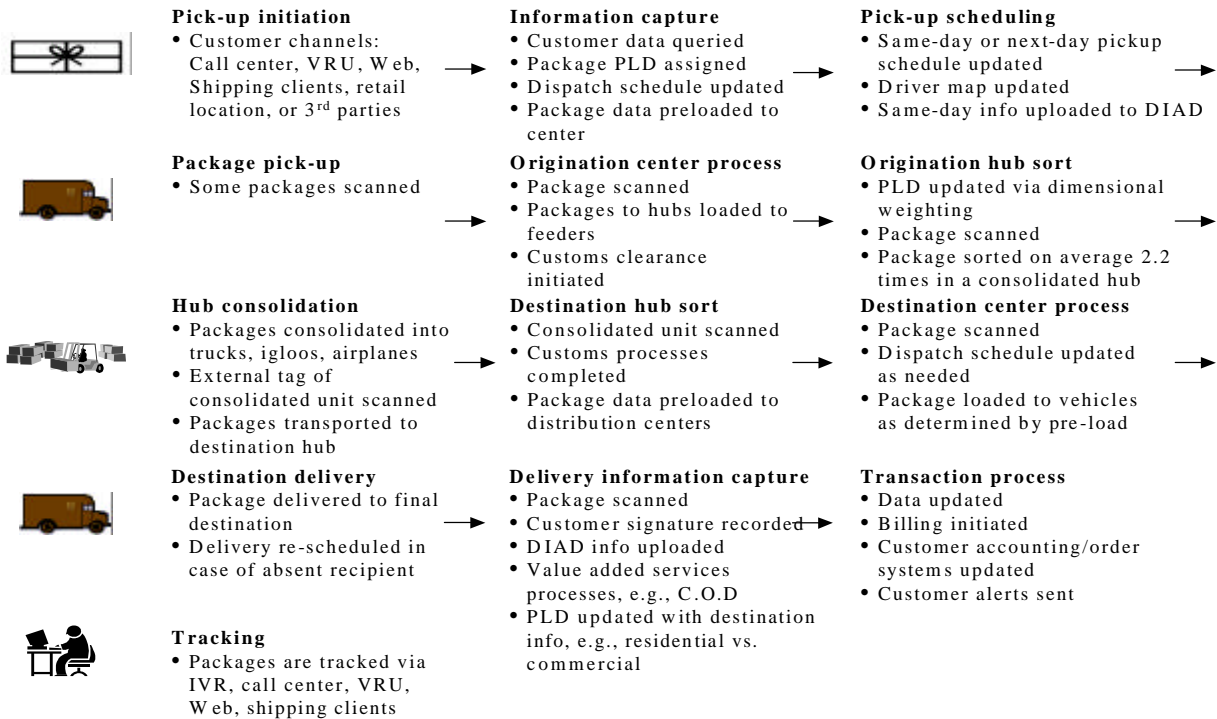 Pick-up initiation
• Customer channels:
Call center, VRU, Web,
Shipping clients, retail
location, or 3rd parties
Information capture
• Customer data queried
• Package PLD assigned
• Dispatch schedule updated
• Package data preloaded to
center
Pick-up scheduling
• Same-day or next-day pickup
schedule updated
• Driver map updated
• Same-day info uploaded to DIAD
Package pick-up
• Some packages scanned
Origination center process
• Package scanned
• Packages to hubs loaded to
feeders
• Customs clearance
initiated
Origination hub sort
• PLD updated via dimensional
weighting
• Package scanned
• Package sorted on average 2.2
times in a consolidated hub
Hub consolidation
• Packages consolidated into
trucks, igloos, airplanes
• External tag of
consolidated unit scanned
• Packages transported to
destination hub
Destination hub sort
• Consolidated unit scanned
• Customs processes
completed
• Package data preloaded to
distribution centers
Destination center process
• Package scanned
• Dispatch schedule updated
as needed
• Package loaded to vehicles
as determined by pre-load
Destination delivery
• Package delivered to final
destination
• Delivery re-scheduled in
case of absent recipient
Delivery information capture
• Package scanned
• Customer signature recorded
• DIAD info uploaded
• Value added services
processes, e.g., C.O.D
• PLD updated with destination
info, e.g., residential vs.
commercial
Transaction process
• Data updated
• Billing initiated
• Customer accounting/order
systems updated
• Customer alerts sent
Tracking
• Packages are tracked via
IVR, call center, VRU,
Web, shipping clients